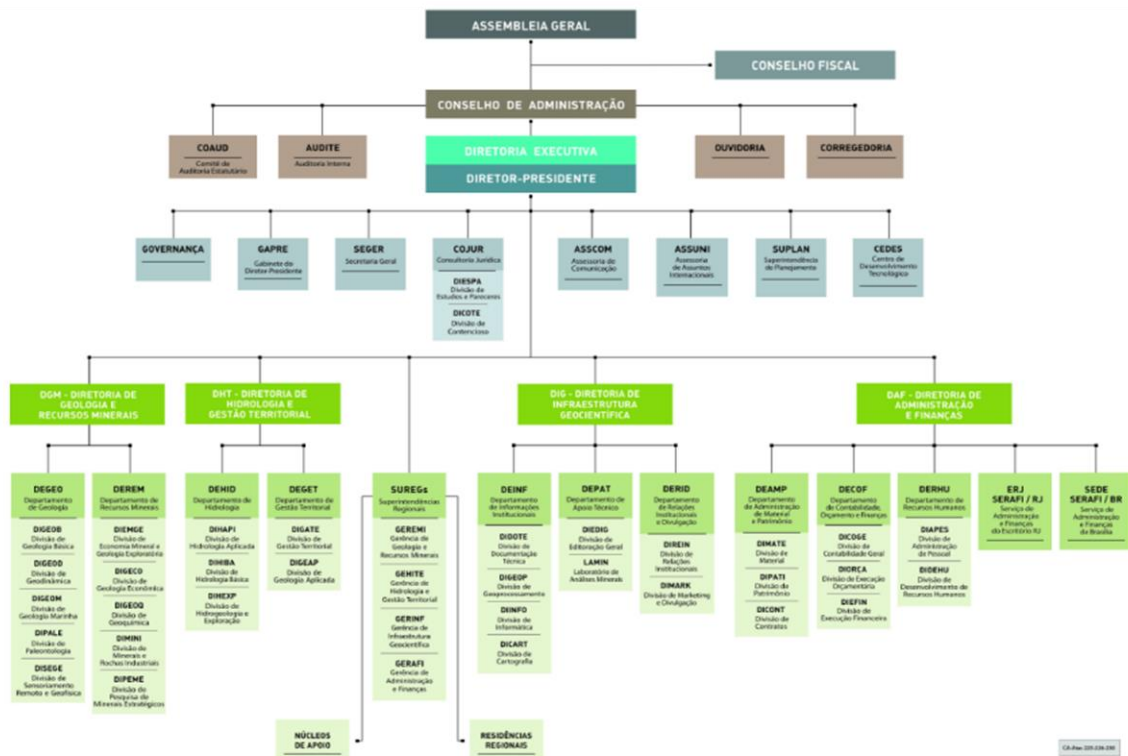 ASSEMBLEIA GERAL
CONSELHO FISCAL
CONSELHO DE ADMINISTRAÇÃO
COAUD
Comitê de
Auditoria Estatutário
AUDITE
Auditoria Interna
DIRETORIA EXECUTIVA
DIRETOR-PRESIDENTE
OUVIDORIA
CORREGEDORIA
GOVERNANÇA
GAPRE
Gabinete do
Diretor-Presidente
SEGER
Secretaria Geral
COJUR
Consultoria Jurídica
DIESPA
Divisão de
Estudos e Pareceres
DICOTE
Divisão de
Contencioso
ASSCOM
Assessoria de
Comunicação
ASSUNI
Assessoria
de Assuntos
Internacionais
SUPLAN
Superintendência
de Planejamento
CEDES
Centro de
Desenvolvimento
Tecnológico
DGM - DIRETORIA DE
GEOLOGIA E
RECURSOS MINERAIS
DHT - DIRETORIA DE
HIDROLOGIA E
GESTÃO TERRITORIAL
DIG - DIRETORIA DE
INFRAESTRUTURA
GEOCIENTÍFICA
DAF - DIRETORIA DE
ADMINISTRAÇÃO
E FINANÇAS
DEGEO
Departamento
de Geologia
DIGEOB
Divisão de
Geologia Básica
DIGEOD
Divisão de
Geodinâmica
DIGEOM
Divisão de
Geologia Marinha
DIPALE
Divisão de
Paleontologia
DISEGE
Divisão de
Sensoriamento
Remoto e Geofísica
DEREM
Departamento de
Recursos Minerais
DIEMGE
Divisão de
Economia Mineral e
Geologia Exploratória
DIGECO
Divisão de
Geologia Econômica
DIGEOQ
Divisão de
Geoquímica
DIMINI
Divisão de
Minerais e
Rochas Industriais
DIPEME
Divisão de
Pesquisa de
Minerais Estratégicos
DEHID
Departamento de
Hidrologia
DIHAPI
Divisão de
Hidrologia Aplicada
DIHIBA
Divisão de
Hidrologia Básica
DIHEXP
Divisão de
Hidrogeologia e
Exploração
DEGET
Departamento de
Gestão Territorial
DIGATE
Divisão de
Gestão Territorial
DIGEAP
Divisão de
Geologia Aplicada
SUREGs
Superintendências
Regionais
GEREMI
Gerência de
Geologia e
Recursos Minerais
GEHITE
Gerência de
Hidrologia e
Gestão Territorial
GERINF
Gerência de
Infraestrutura
Geocientífica
GERAFI
Gerência de
Administração
e Finanças
NÚCLEOS
DE APOIO
RESIDÊNCIAS
REGIONAIS
DEINF
Departamento
de Informações
Institucionais
DIDOTE
Divisão de
Documentação
Técnica
DIGEOP
Divisão de
Geoprocessamento
DIINFO
Divisão de
Informática
DICART
Divisão de
Cartografia
DEPAT
Departamento de
Apoio Técnico
DIEDIG
Divisão de
Editoração Geral
LAMIN
Laboratório de
Análises Minerais
DERID
Departamento
de Relações
Institucionais
e Divulgação
DIREIN
Divisão de
Relações
Institucionais
DIMARK
Divisão de Marketing
e Divulgação
DEAMP
Departamento
de Administração
de Material
e Patrimônio
DIMATE
Divisão de
Material
DIPATI
Divisão de
Patrimônio
DICONT
Divisão de
Contratos
DECOF
Departamento
de Contabilidade,
Orçamento e Finanças
DICOGE
Divisão de
Contabilidade Geral
DIORÇA
Divisão de Execução
Orçamentária
DIEFIN
Divisão de
Execução Financeira
DERHU
Departamento de
Recursos Humanos
DIAPES
Divisão de
Administração
de Pessoal
DIDEHU
Divisão de
Desenvolvimento de
Recursos Humanos
ERJ
SERAFI / RJ
Serviço de
Administração
e Finanças
do Escritório RJ
SEDE
SERAFI / BR
Serviço de
Administração
e Finanças
de Brasília